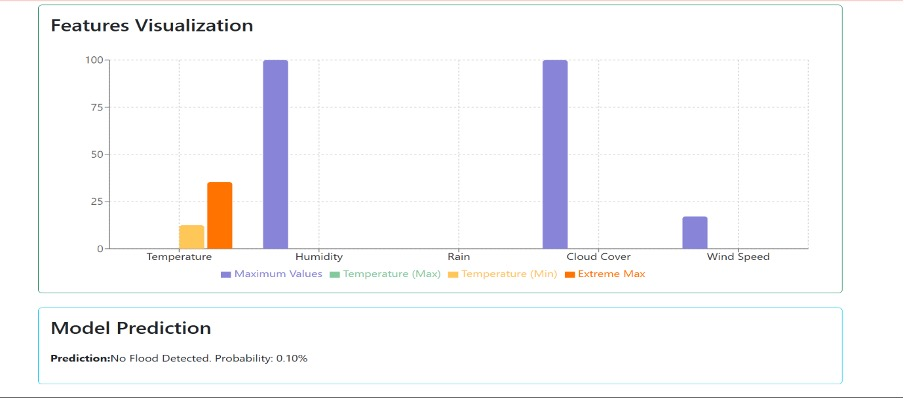 Features Visualization
100
75
50
25
0
Temperature Humidity Rain Cloud Cover Wind Speed
Maximum Values Temperature (Max) Temperature (Min) Extreme Max
Model Prediction
Prediction:No Flood Detected. Probability: 0.10%